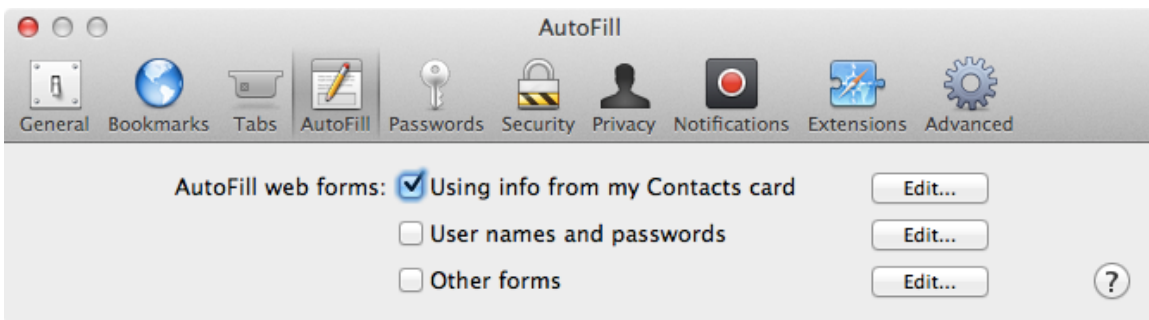 AutoFill
General Bookmarks Tabs AutoFill Passwords Security Privacy Notifications Extensions Advanced
AutoFill web forms: Using info from my Contacts card Edit...
User names and passwords Edit...
Other forms Edit... ?